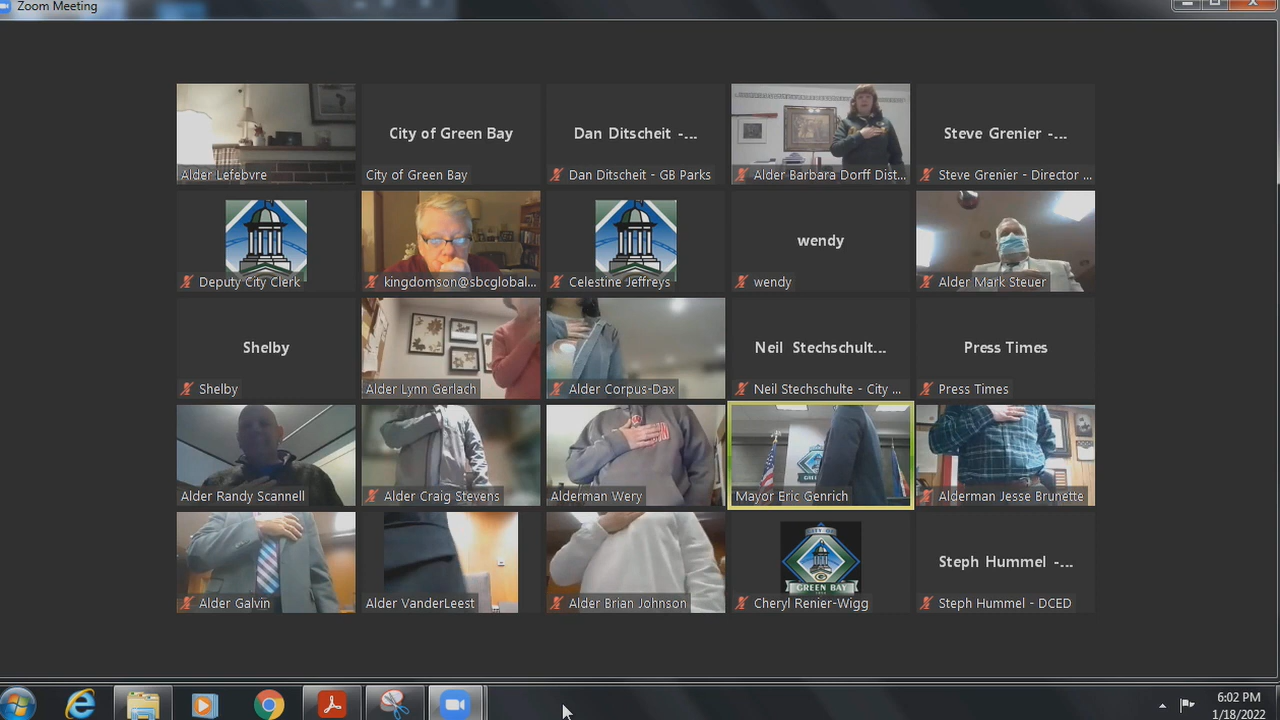 Zoom Meeting
Alder Lefebvre
City of Green Bay
City of Green Bay
Dan Ditscheit -...
Dan Ditscheit - GB Parks
Alder Barbara Dorff Dist...
Steve Grenier -...
Steve Grenier - Director ...
Deputy City Clerk
kingdomson@sbcglobal...
Celestine Jeffreys
wendy
wendy
Alder Mark Steuer
Shelby
Shelby
Alder Lynn Gerlach
Alder Corpus-Dax
Neil Stechschult...
Neil Stechschulte - City ...
Press Times
Press Times
Alder Randy Scannell
Alder Craig Stevens
Alderman Wery
Mayor Eric Genrich
Alderman Jesse Brunette
Alder Galvin
Alder VanderLeest
Alder Brian Johnson
CITY OF
GREEN BAY
Cheryl Renier-Wigg
Steph Hummel -...
Steph Hummel - DCED
6:02 PM
1/18/2022